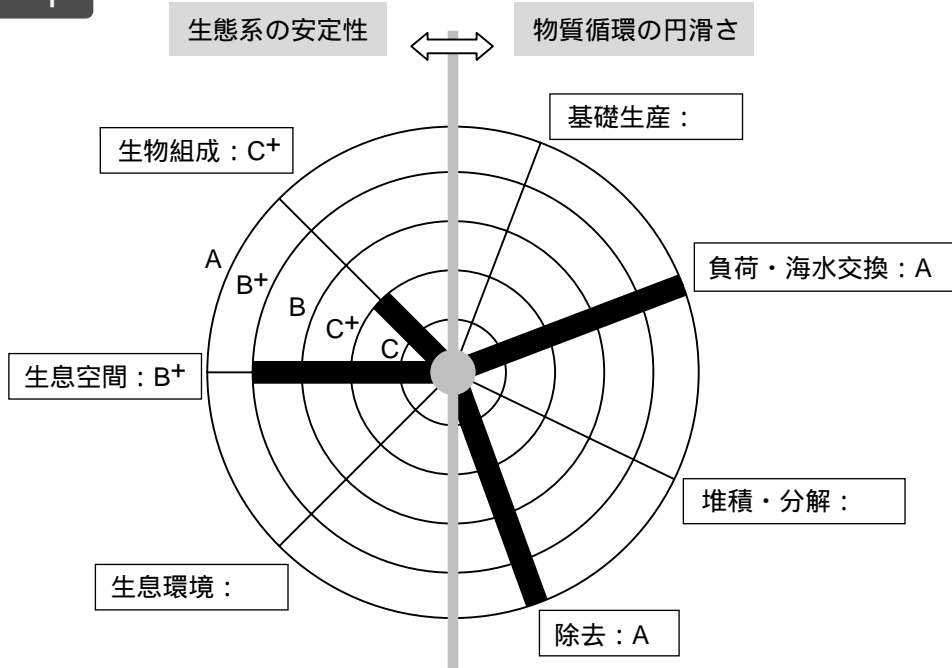 生態系の安定性
物質循環の円滑さ
基礎生産：
生物組成：C⁺
負荷・海水交換：A
A
B⁺
B
C⁺
C
生息空間：B⁺
堆積・分解：
生息環境：
除去：A